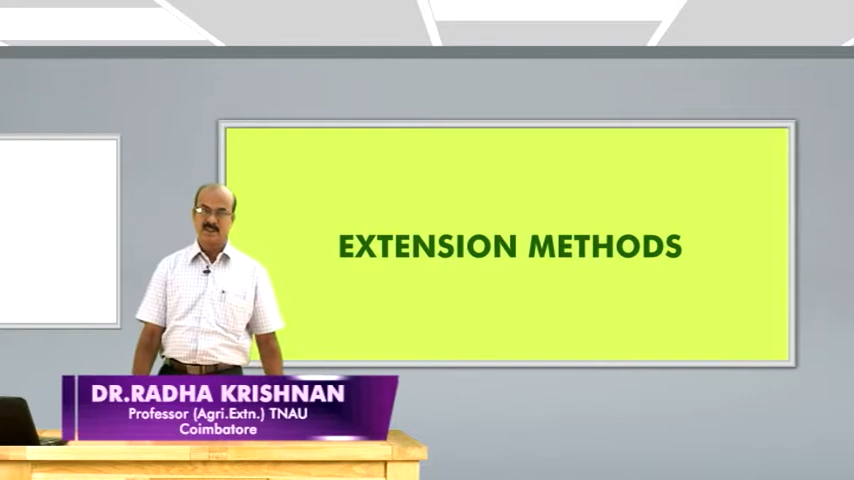 EXTENSION METHODS
DR.RADHA KRISHNAN
Professor (Agri.Extn.) TNAU
Coimbatore